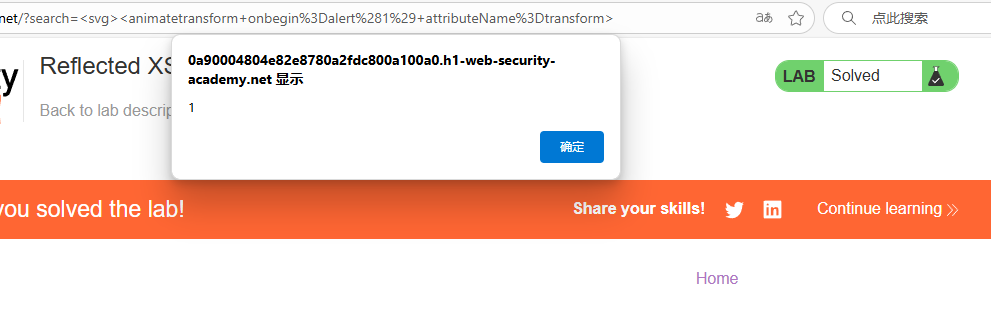 net/?search=<svg><animatetransform+onbegin%3Dalert%281%29+attributeName%3Dtransform>
点此搜索
Reflected XS
Back to lab descrip
0a90004804e82e8780a2fdc800a100a0.h1-web-security-
academy.net 显示
1
确定
LAB Solved
you solved the lab!
Share your skills!
Continue learning
Home